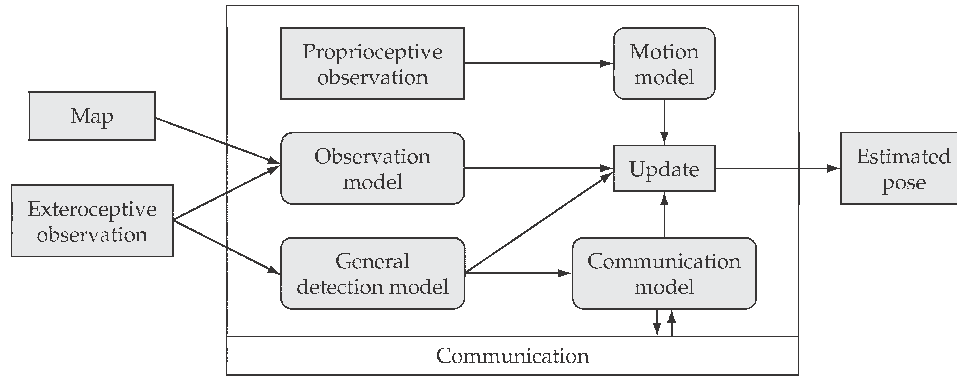 Proprioceptive
observation
Motion
model
Map
Observation
model
Update
Estimated
pose
Exteroceptive
observation
General
detection model
Communication
model
Communication